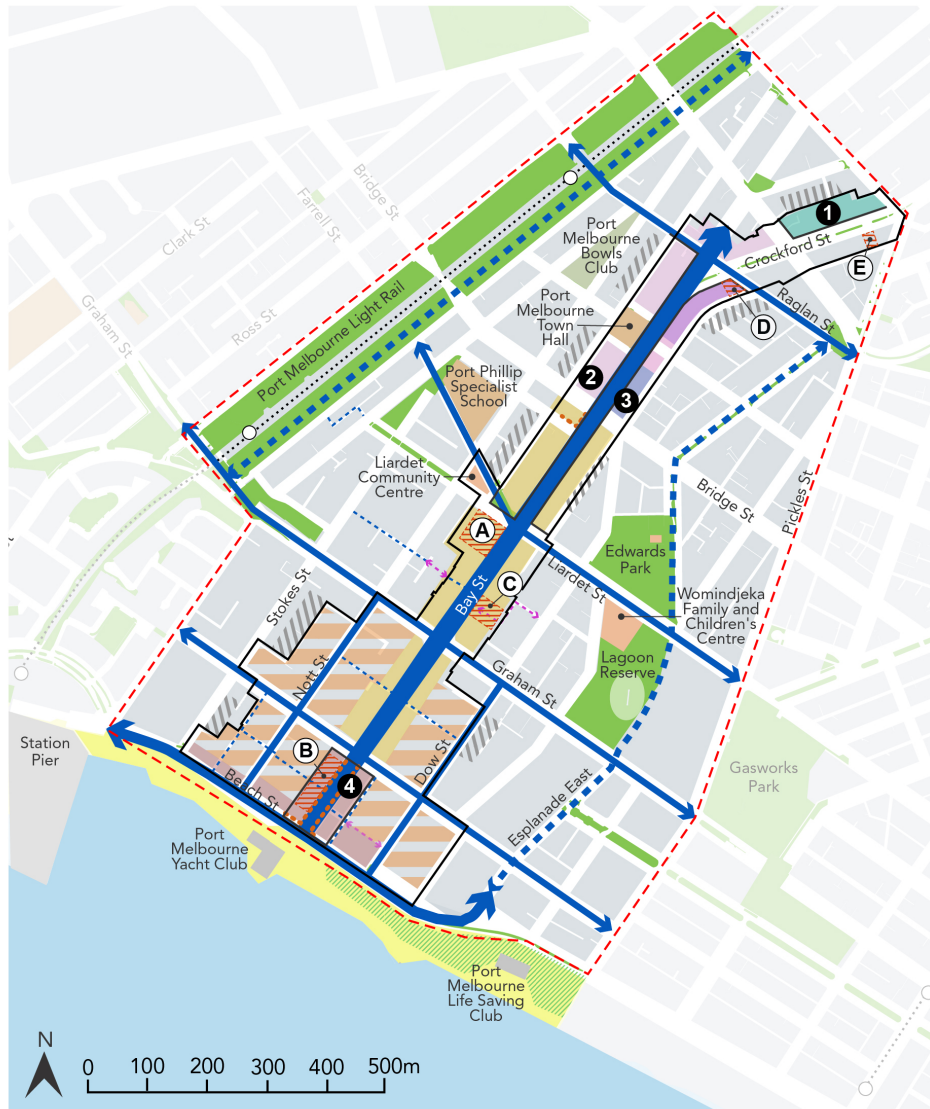 Bridge St
Farrell St
Clark St
Graham St
Ross St
Port Melbourne Light Rail
Port
Melbourne
Bowls
Club
1
Crockford St
E
D
Raglan St
Port
Melbourne
Town
Hall
2
3
Port Phillip
Specialist
School
Liardet
Community
Centre
A
Bay St
C
Liardet St
Bridge St
Pickles St
Edwards
Park
Womindjeka
Family and
Children's
Centre
Lagoon
Reserve
Stokes St
Nott St
Graham St
Dow St
B
4
Beach St
Esplanade East
Gasworks
Park
Station
Pier
Port
Melbourne
Yacht Club
Port
Melbourne
Life Saving
Club
N
0 100 200 300 400 500m